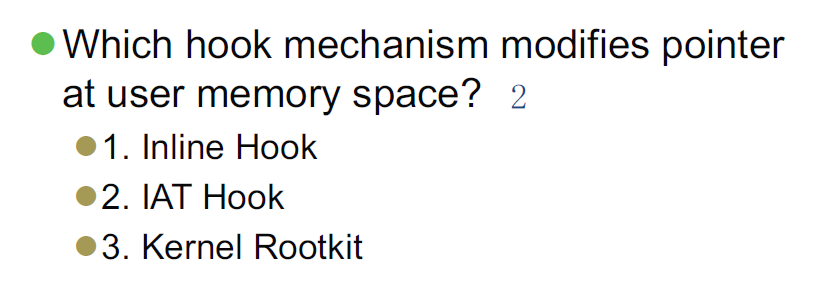 Which hook mechanism modifies pointer
at user memory space? 2
1. Inline Hook
2. IAT Hook
3. Kernel Rootkit